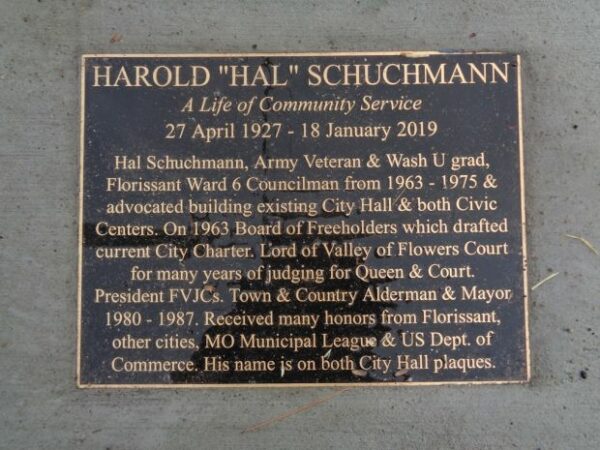 HAROLD "HAL" SCHUCHMANN
A Life of Community Service
27 April 1927 - 18 January 2019
Hal Schuchmann, Army Veteran & Wash U grad,
Florissant Ward 6 Councilman from 1963 - 1975 &
advocated building existing City Hall & both Civic
Centers. On 1963 Board of Freeholders which drafted
current City Charter. Lord of Valley of Flowers Court
for many years of judging for Queen & Court.
President FVJCs. Town & Country Alderman & Mayor
1980 - 1987. Received many honors from Florissant,
other cities, MO Municipal League & US Dept. of
Commerce. His name is on both City Hall plaques.